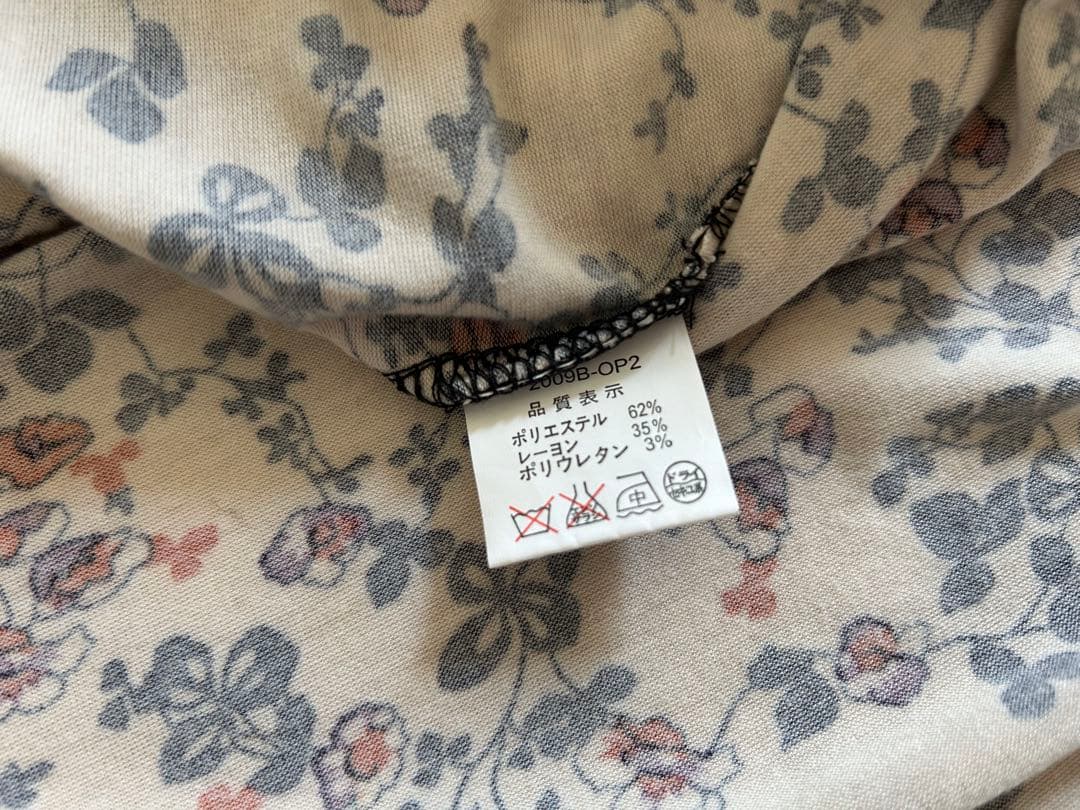 2009B-OP2
品質表示
ポリエステル 62%
レーヨン 35%
ポリウレタン 3%
中
ドライ